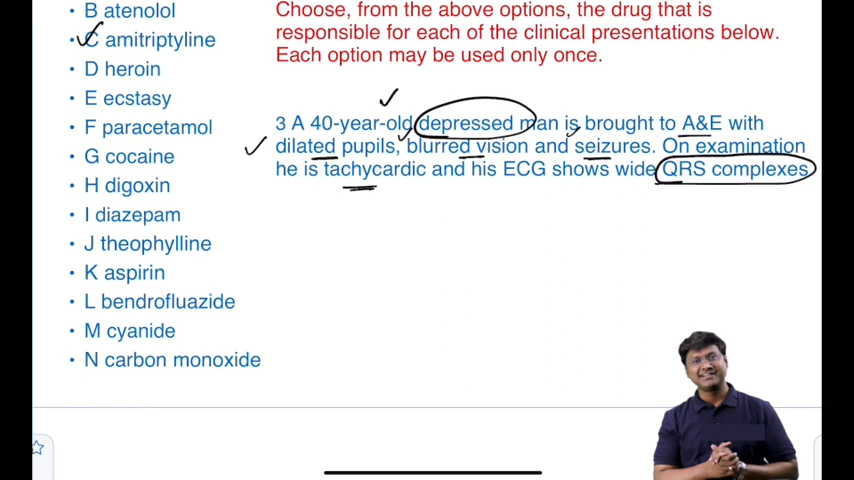 B atenolol
C amitriptyline
D heroin
E ecstasy
F paracetamol
G cocaine
H digoxin
I diazepam
J theophylline
K aspirin
L bendrofluazide
M cyanide
N carbon monoxide
Choose, from the above options, the drug that is
responsible for each of the clinical presentations below.
Each option may be used only once.
3 A 40-year-old depressed man is brought to A&E with
dilated pupils, blurred vision and seizures. On examination
he is tachycardic and his ECG shows wide QRS complexes